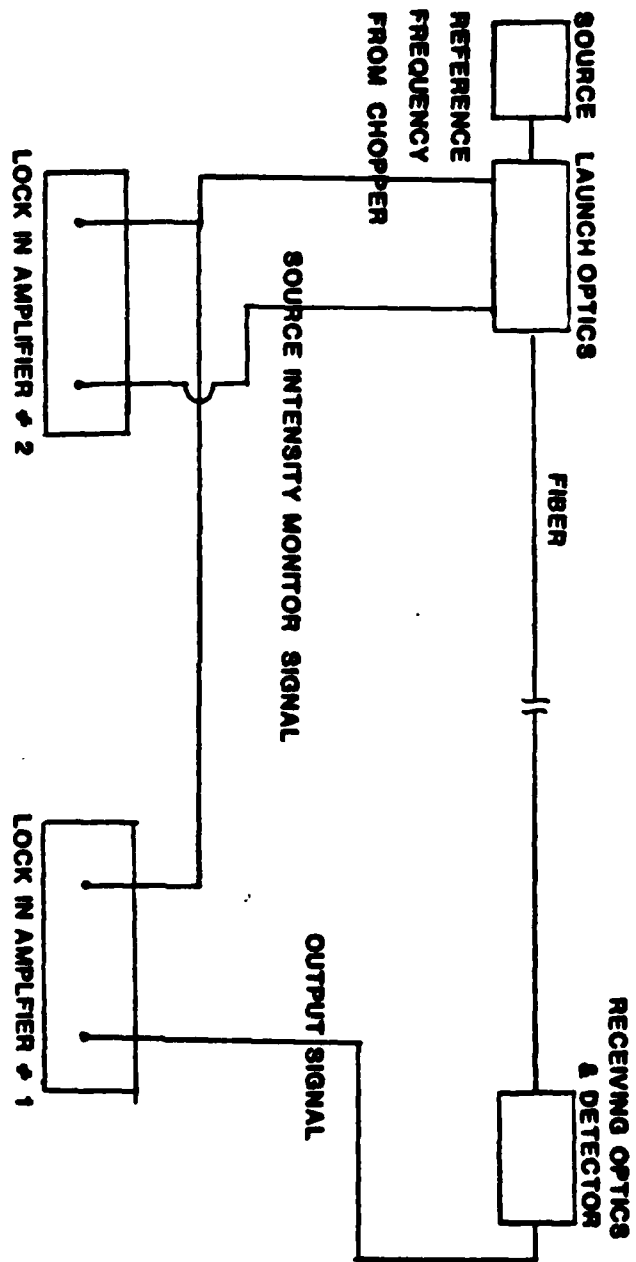 SOURCE
LAUNCH OPTICS
FIBER
RECEIVING OPTICS
& DETECTOR
REFERENCE
FREQUENCY
FROM CHOPPER
SOURCE INTENSITY MONITOR SIGNAL
OUTPUT SIGNAL
LOCK IN AMPLIFIER # 2
LOCK IN AMPLFIER # 1